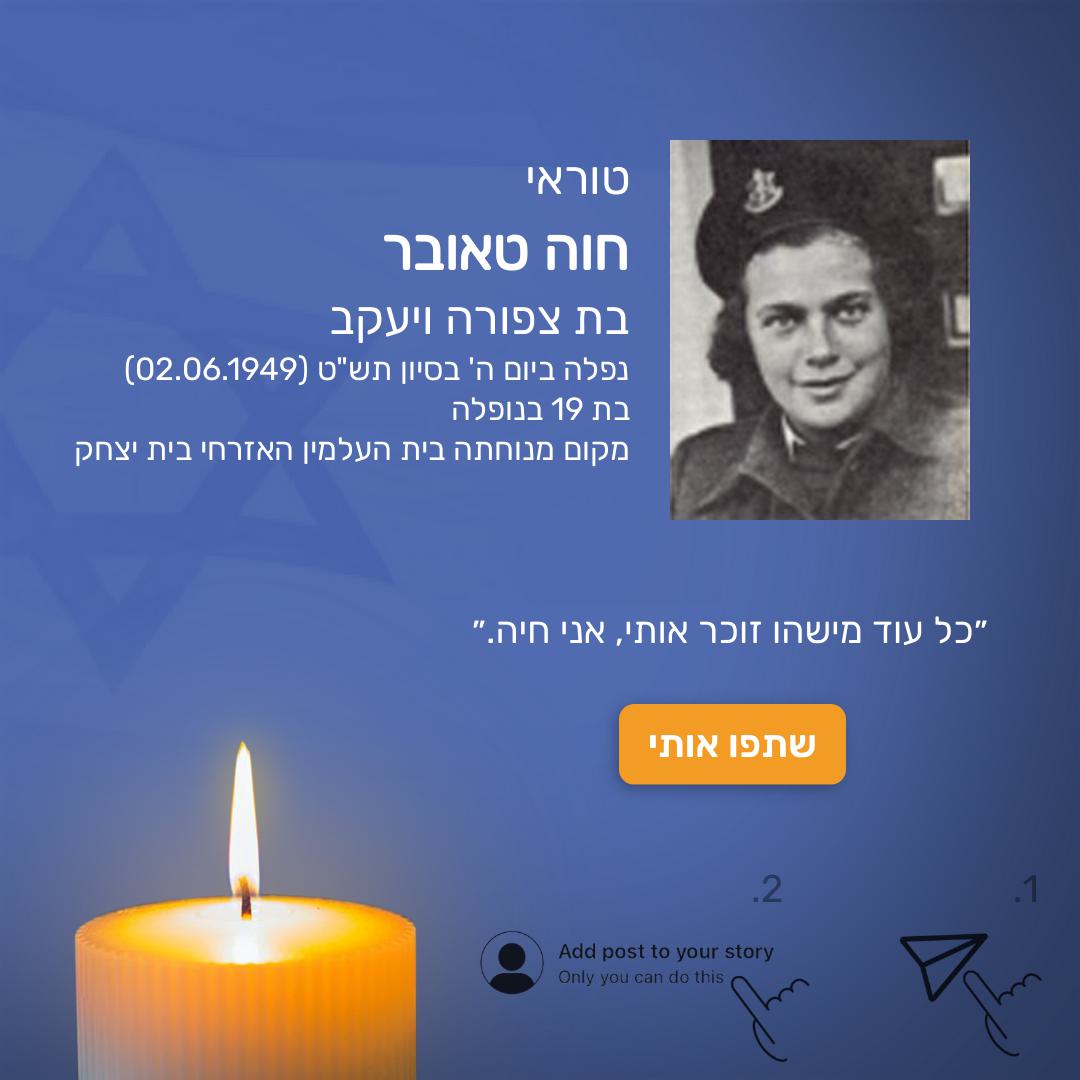 טוראי
חוה טאובר
בת צפורה ויעקב
נפלה ביום ה' בסיון תש"ט (02.06.1949)
בת 19 בנופלה
מקום מנוחתה בית העלמין האזרחי בית יצחק
״כל עוד מישהו זוכר אותי, אני חיה.״
שתפו אותי
1.
2.
Add post to your story
Only you can do this